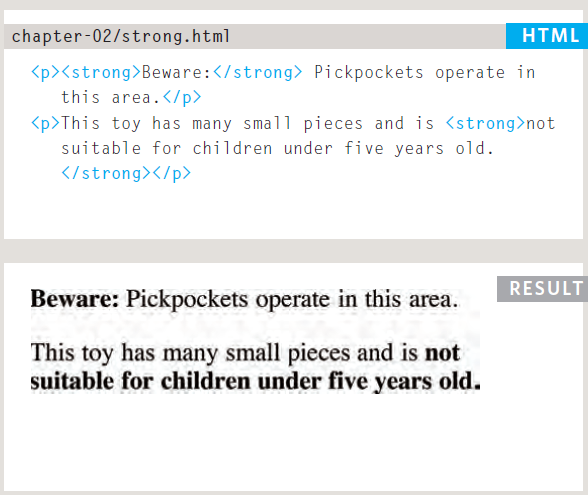 chapter-02/strong.html HTML
<p><strong>Beware:</strong> Pickpockets operate in
this area.</p>
<p>This toy has many small pieces and is <strong>not
suitable for children under five years old.
</strong></p>
RESULT
Beware: Pickpockets operate in this area.
This toy has many small pieces and is not
suitable for children under five years old.